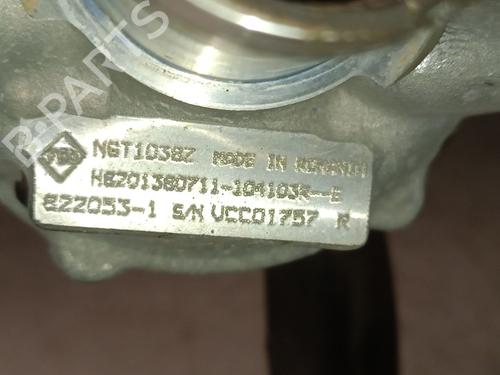 B-PARTS
NGT1038Z MADE IN ROMANIA
H8201380711-104103K--E
822053-1 S/N VCC01757 R